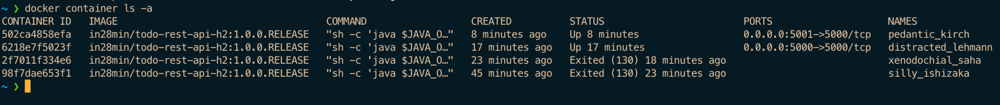 ~ ❯ docker container ls -a
CONTAINER ID   IMAGE                                    COMMAND                  CREATED          STATUS                        PORTS                    NAMES
502ca4858efa   in28min/todo-rest-api-h2:1.0.0.RELEASE   "sh -c 'java $JAVA_O…"   8 minutes ago    Up 8 minutes                  0.0.0.0:5001->5000/tcp   pedantic_kirch
6218e7f5023f   in28min/todo-rest-api-h2:1.0.0.RELEASE   "sh -c 'java $JAVA_O…"   17 minutes ago   Up 17 minutes                 0.0.0.0:5000->5000/tcp   distracted_lehmann
2f7011f334e6   in28min/todo-rest-api-h2:1.0.0.RELEASE   "sh -c 'java $JAVA_O…"   23 minutes ago   Exited (130) 18 minutes ago                            xenodochial_saha
98f7dae653f1   in28min/todo-rest-api-h2:1.0.0.RELEASE   "sh -c 'java $JAVA_O…"   45 minutes ago   Exited (130) 23 minutes ago                            silly_ishizaka
~ ❯